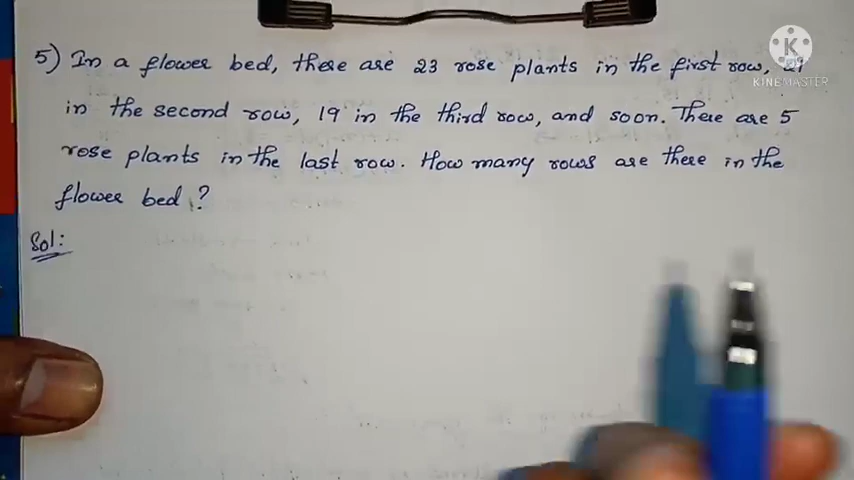 5) In a flower bed, there are 23 rose plants in the first row, 21
in the second row, 19 in the third row, and soon. There are 5
rose plants in the last row. How many rows are there in the
flower bed ?
Sol:
K
KINEMASTER